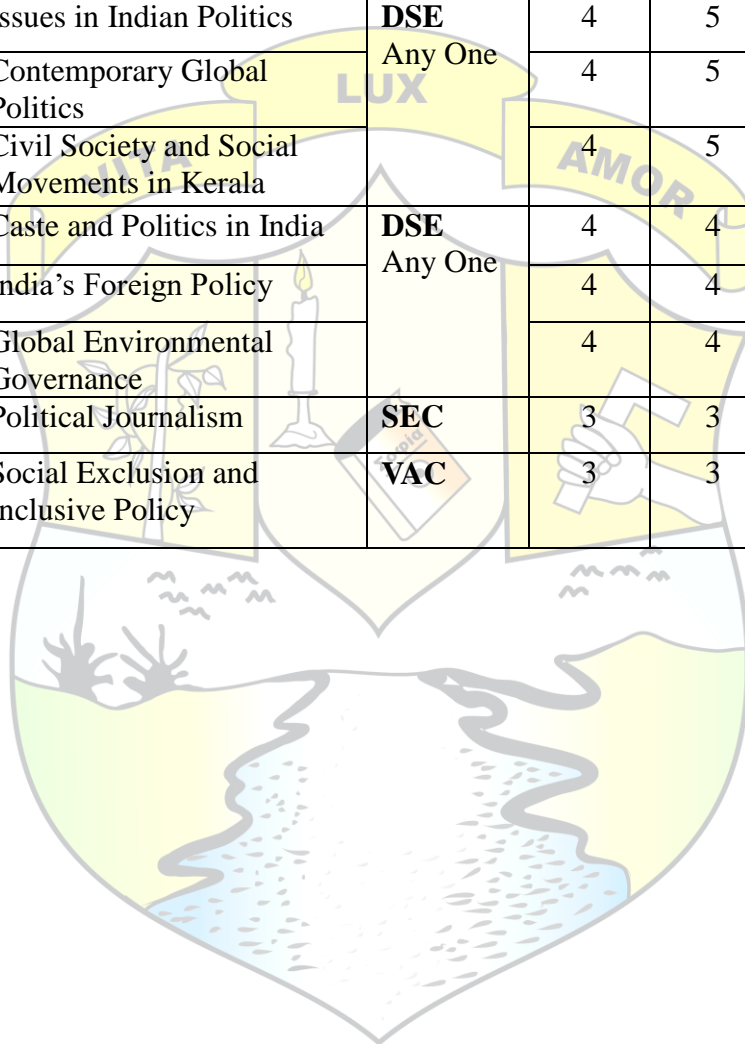 ssues in Indian Politics DSE 4 5
Any One
Contemporary Global 4 5
Politics
LUX
Civil Society and Social 4 5
Movements in Kerala
VITA
AMOR
Caste and Politics in India DSE 4 4
Any One
ndia's Foreign Policy 4 4
Global Environmental 4 4
Governance
Political Journalism SEC 3 3
Social Exclusion and VAC 3 3
nclusive Policy